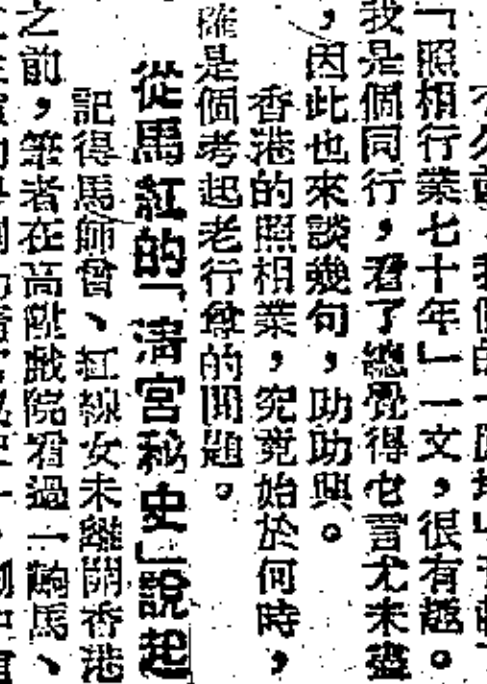 「照相行業七十年」一文，很有趣。
我是個同行，看了總覺得它言尤未盡
，因此也來談幾句，助助興。
香港的照相業，究竟始於何時，
確是個考起老行尊的問題。
從馬紅的「清宮秘史」說起
記得馬師曾、紅線女未離開香港
之前，筆者在高陞戲院看過一齣馬、